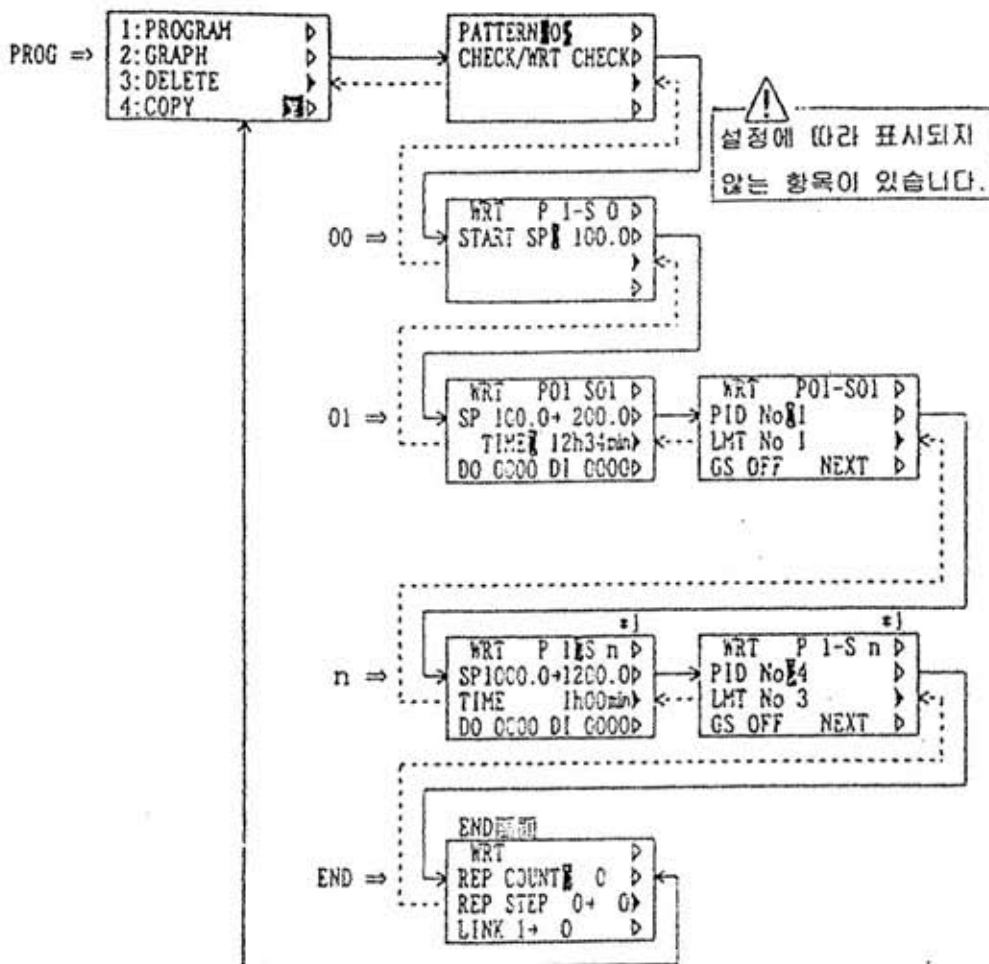 PROG ⇒
1:PROGRAM ▷
2:GRAPH ▷
3:DELETE
4:COPY ▷
PATTERN 0 ▷
CHECK/WRT CHECK▷
▷
설정에 따라 표시되지
않는 항목이 있습니다.
00 ⇒
WRT P 1-S 0 ▷
START SP 100.0▷
▷
01 ⇒
WRT P01 S01 ▷
SP 100.0→ 200.0▷
TIME 12h34min
DO 0000 DI 0000▷
WRT P01-S01 ▷
PID No 1 ▷
LMT No 1
GS OFF NEXT ▷
n ⇒
*j
WRT P 1 S n ▷
SP1000.0→1200.0▷
TIME 1h00min
DO 0000 DI 0000▷
*j
WRT P 1-S n ▷
PID No 4 ▷
LMT No 3
GS OFF NEXT ▷
END
END ⇒
WRT ▷
REP COUNT 0 ▷
REP STEP 0→ 0
LINK 1→ 0 ▷